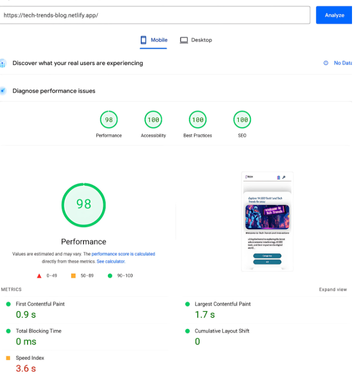 https://tech-trends-blog.netlify.app/
Analyze
Mobile
Desktop
Discover what your real users are experiencing
No Data
Diagnose performance issues
98
100
100
100
Performance
Accessibility
Best Practices
SEO
98
Performance
Values are estimated and may vary. The performance score is calculated
directly from these metrics. See calculator.
0–49
50–89
90–100
METRICS
Expand view
First Contentful Paint
0.9 s
Largest Contentful Paint
1.7 s
Total Blocking Time
0 ms
Cumulative Layout Shift
0
Speed Index
3.6 s